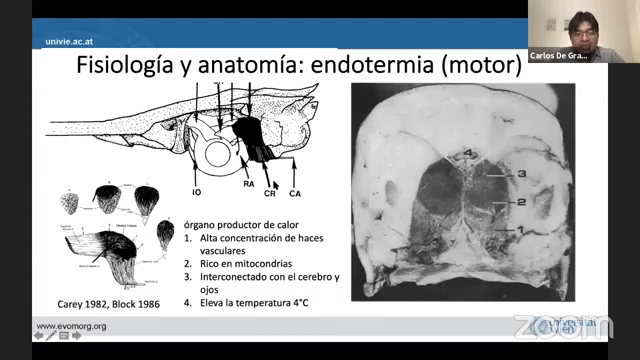 univie.ac.at
Fisiología y anatomía: endotermia (motor)
Carlos De Gra...
IO
RA
CR
CA
4
3
2
1
órgano productor de calor
1. Alta concentración de haces
vasculares
2. Rico en mitocondrias
3. Interconectado con el cerebro y
ojos
4. Eleva la temperatura 4°C
Carey 1982, Block 1986
www.evomorg.org
universität
wien
zoom